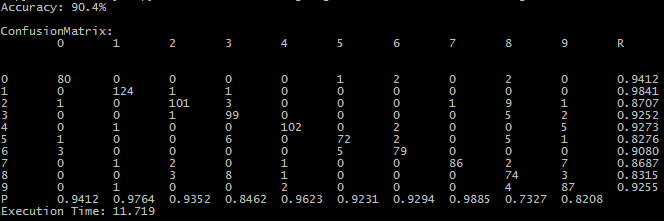 Accuracy: 90.4%
ConfusionMatrix:
0 1 2 3 4 5 6 7 8 9 R
0 80 0 0 0 0 1 2 0 2 0 0.9412
1 0 124 1 1 0 0 0 0 0 0 0.9841
2 1 0 101 3 0 0 0 1 9 1 0.8707
3 0 0 1 99 0 0 0 0 5 2 0.9252
4 0 1 0 0 102 0 2 0 0 5 0.9273
5 1 0 0 6 0 72 2 0 5 1 0.8276
6 3 0 0 0 0 5 79 0 0 0 0.9080
7 0 1 2 0 1 0 0 86 2 7 0.8687
8 0 0 3 8 1 0 0 0 74 3 0.8315
9 0 1 0 0 2 0 0 0 4 87 0.9255
P 0.9412 0.9764 0.9352 0.8462 0.9623 0.9231 0.9294 0.9885 0.7327 0.8208
Execution Time: 11.719